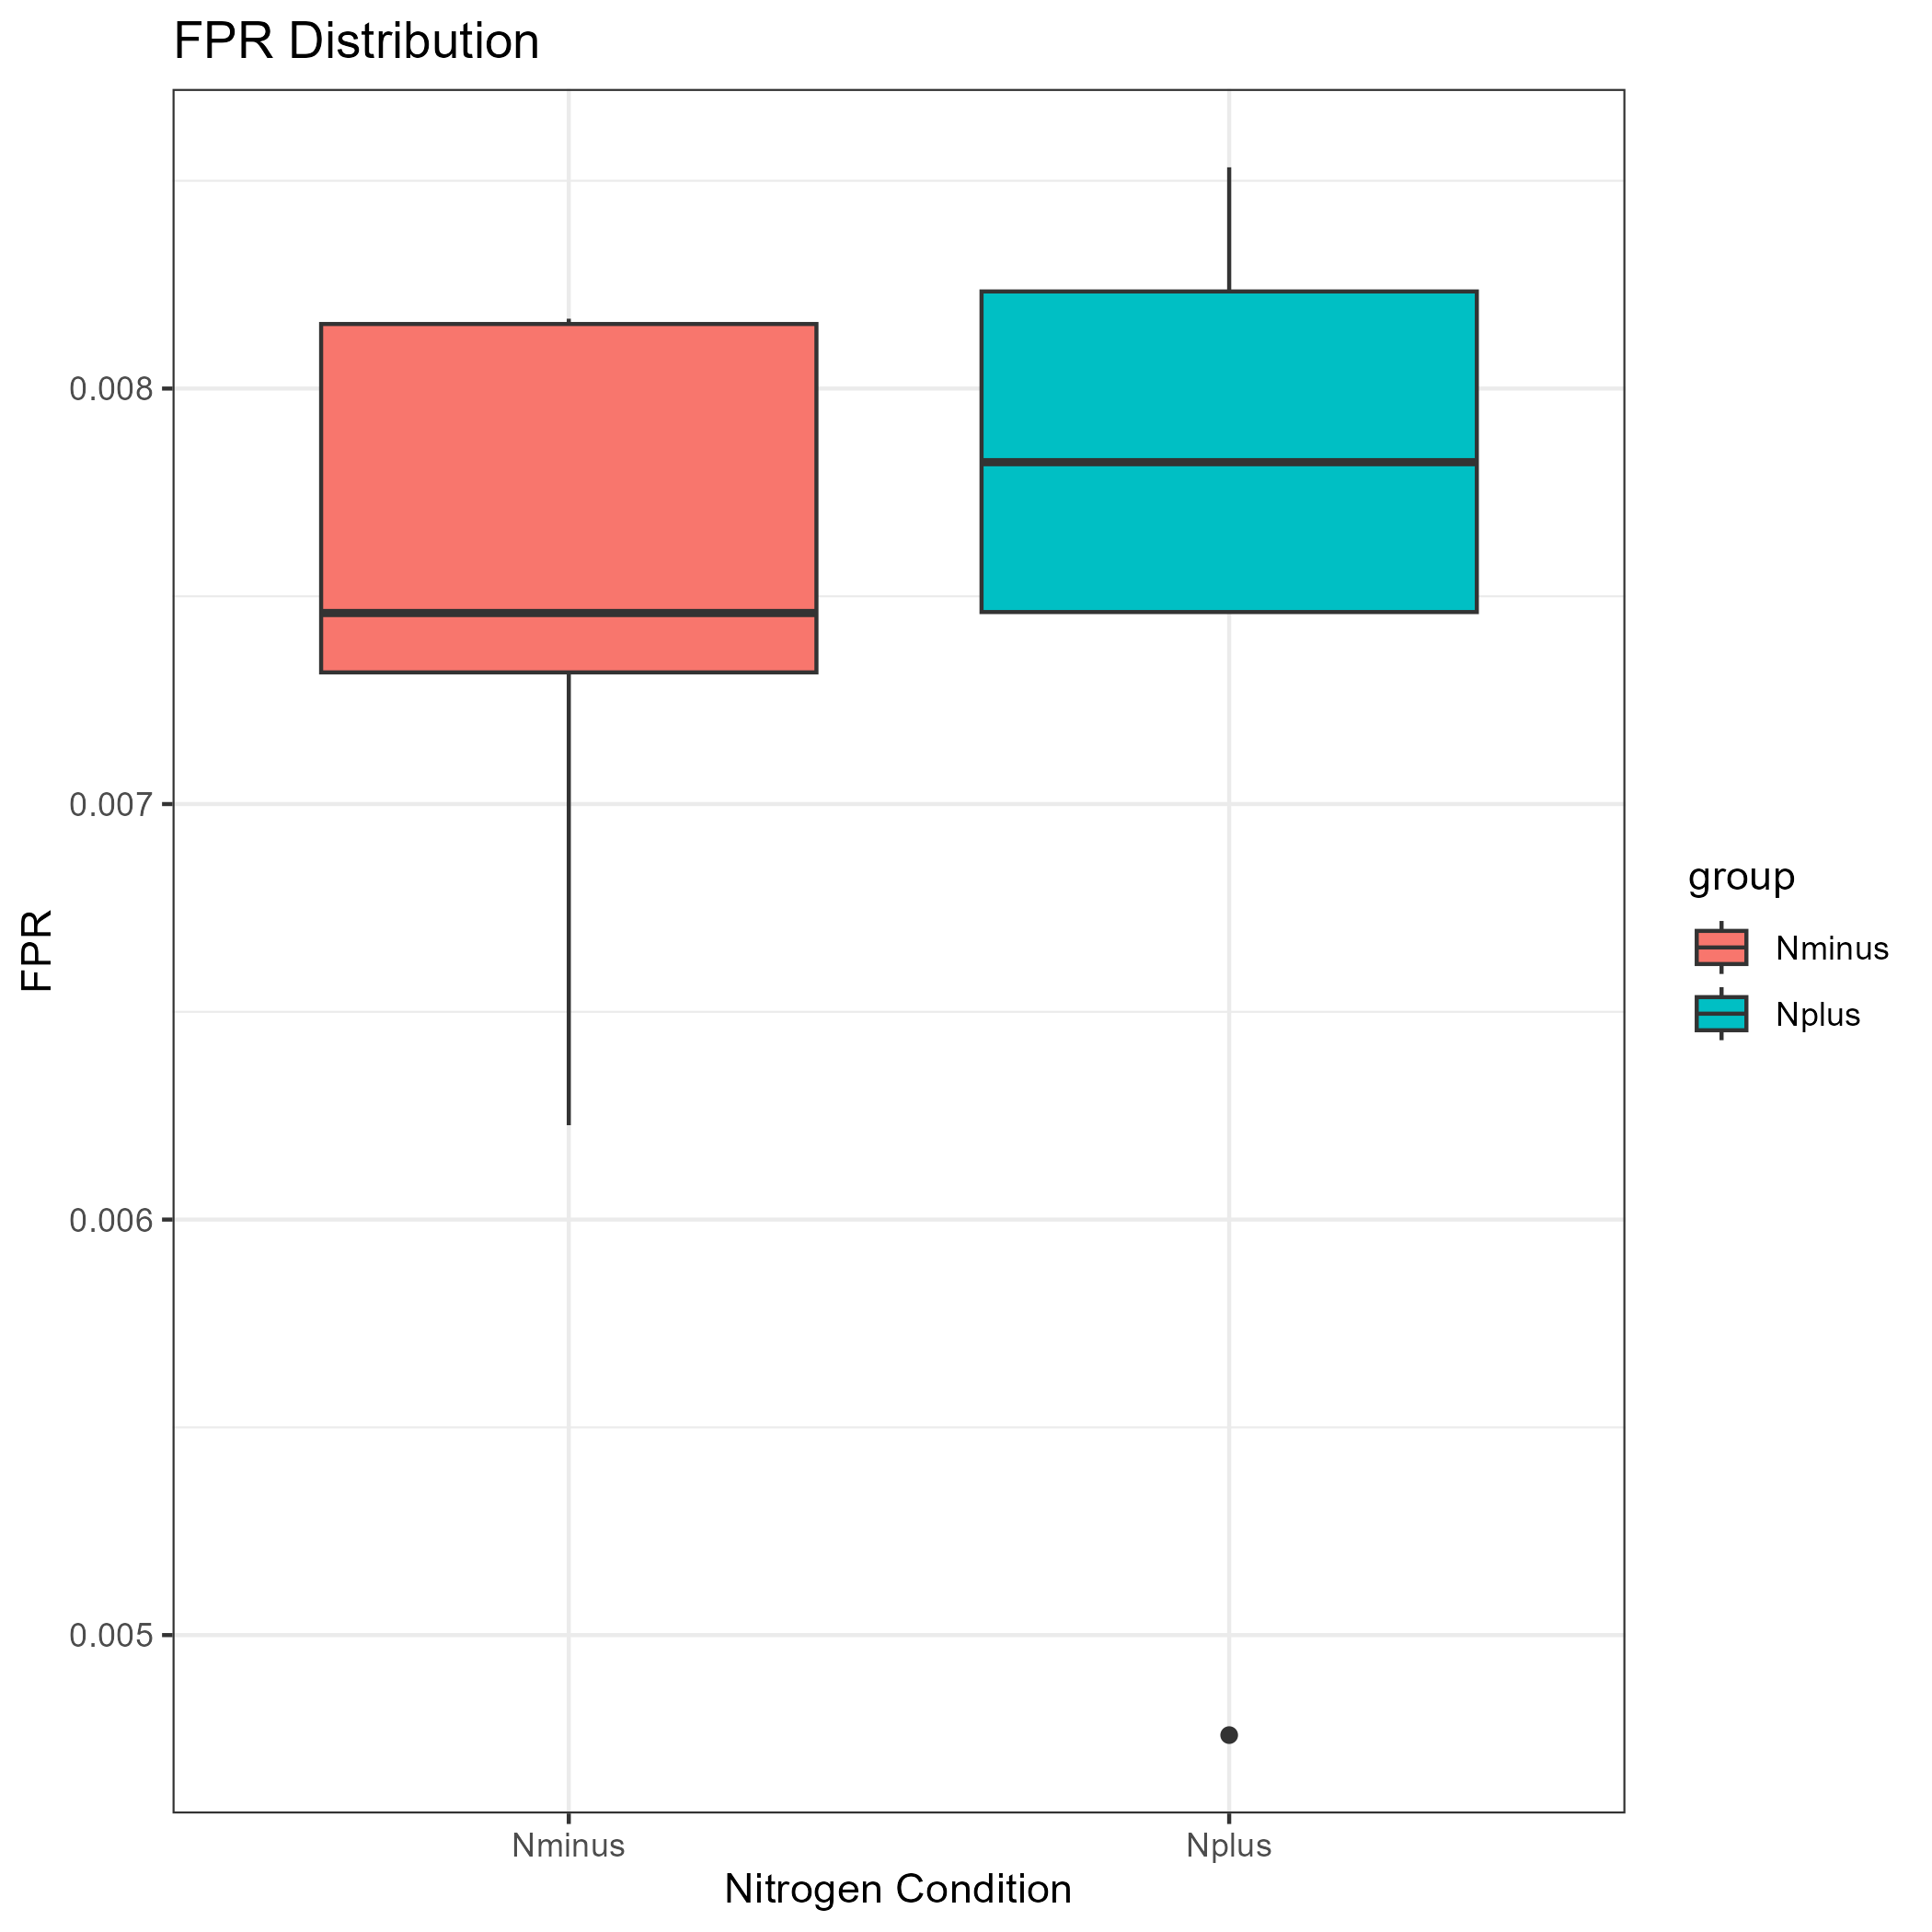 FPR Distribution
0.008
0.007
0.006
0.005
FPR
Nminus
Nplus
Nitrogen Condition
group
Nminus
Nplus